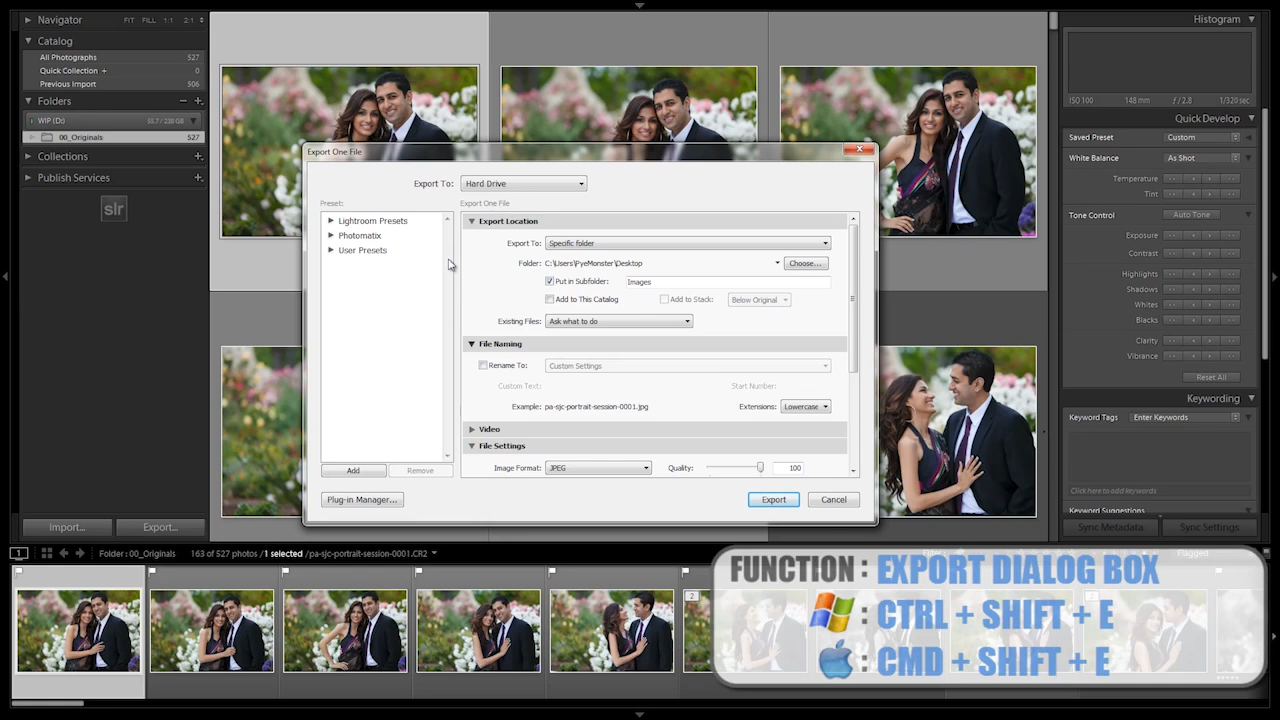 Navigator FIT FILL 1:1 2:1
Catalog
All Photographs 527
Quick Collection + 0
Previous Import 506
Folders
WIP (D:)
00_Originals 527
Collections
Publish Services
slr
Import...
Export...
Export One File
Export To: Hard Drive
Preset:
Lightroom Presets
Photomatix
User Presets
Add
Remove
Plug-in Manager...
Export One File
Export Location
Export To: Specific folder
Folder: C:\Users\PyeMonster\Desktop Choose...
Put in Subfolder: Images
Add to This Catalog Add to Stack: Below Original
Existing Files: Ask what to do
File Naming
Rename To: Custom Settings
Custom Text: Start Number:
Example: pa-sjc-portrait-session-0001.jpg Extensions: Lowercase
Video
File Settings
Image Format: JPEG Quality: 100
Export
Cancel
Histogram
ISO 100 148 mm f / 2.8 1/320 sec
Quick Develop
Saved Preset Custom
White Balance As Shot
Temperature
Tint
Tone Control Auto Tone
Exposure
Contrast
Highlights
Shadows
Whites
Blacks
Clarity
Vibrance
Reset All
Keywording
Keyword Tags Enter Keywords
Click here to add keywords
Keyword Suggestions
Sync Metadata
Sync Settings
1 Folder : 00_Originals 163 of 527 photos / 1 selected / pa-sjc-portrait-session-0001.CR2
Flagged
2
2
FUNCTION : EXPORT DIALOG BOX
: CTRL + SHIFT + E
: CMD + SHIFT + E